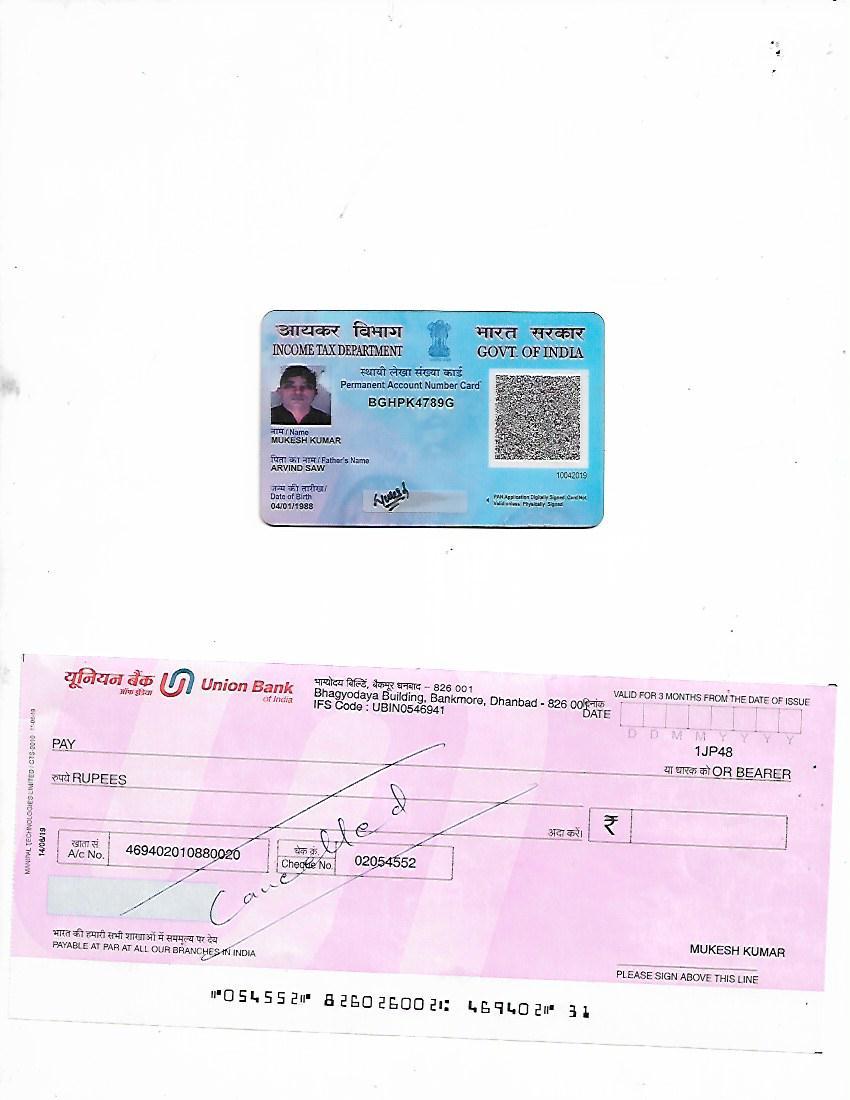 आयकर विभाग भारत सरकार
INCOME TAX DEPARTMENT GOVT. OF INDIA
स्थायी लेखा संख्या कार्ड
Permanent Account Number Card
BGHPK4789G
नाम / Name
MUKESH KUMAR
पिता का नाम / Father's Name
ARVIND SAW
जन्म की तारीख/
Date of Birth
04/01/1988
10042019
PAN Application Digitally Signed, Card Not
Valid unless Physically Signed
यूनियन बैंक Union Bank
ऑफ इंडिया of India
भाग्योदय बिल्डिं, बैंकमूर धनबाद – 826 001
Bhagyodaya Building, Bankmore, Dhanbad - 826 00
IFS Code : UBIN0546941
VALID FOR 3 MONTHS FROM THE DATE OF ISSUE
दिनांक
DATE
D D M M Y Y Y Y
1JP48
PAY
या धारक को OR BEARER
रुपये RUPEES
अदा करें।
₹
खाता सं
A/c No. 469402010880020
चेक क्र.
Cheque No. 02054552
Cancelled
भारत की हमारी सभी शाखाओं में सममूल्य पर देय
PAYABLE AT PAR AT ALL OUR BRANCHES IN INDIA
MUKESH KUMAR
PLEASE SIGN ABOVE THIS LINE
MANIPAL TECHNOLOGIES LIMITED / CTS-2010
14/06/19
⑈054552⑈ 826026002⑆ 469402⑈ 31